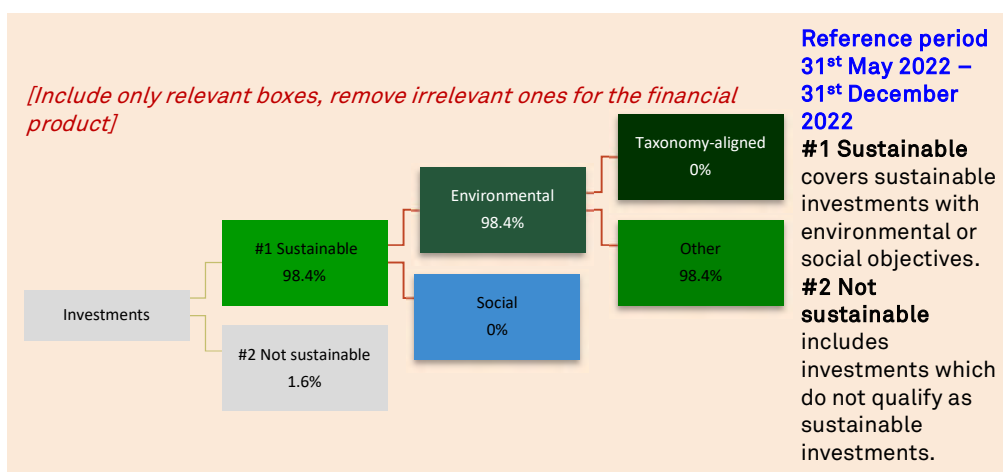 [Include only relevant boxes, remove irrelevant ones for the financial
product]
Investments
#1 Sustainable
98.4%
#2 Not sustainable
1.6%
Environmental
98.4%
Social
0%
Taxonomy-aligned
0%
Other
98.4%
Reference period
31st May 2022 –
31st December
2022
#1 Sustainable
covers sustainable
investments with
environmental or
social objectives.
#2 Not
sustainable
includes
investments which
do not qualify as
sustainable
investments.